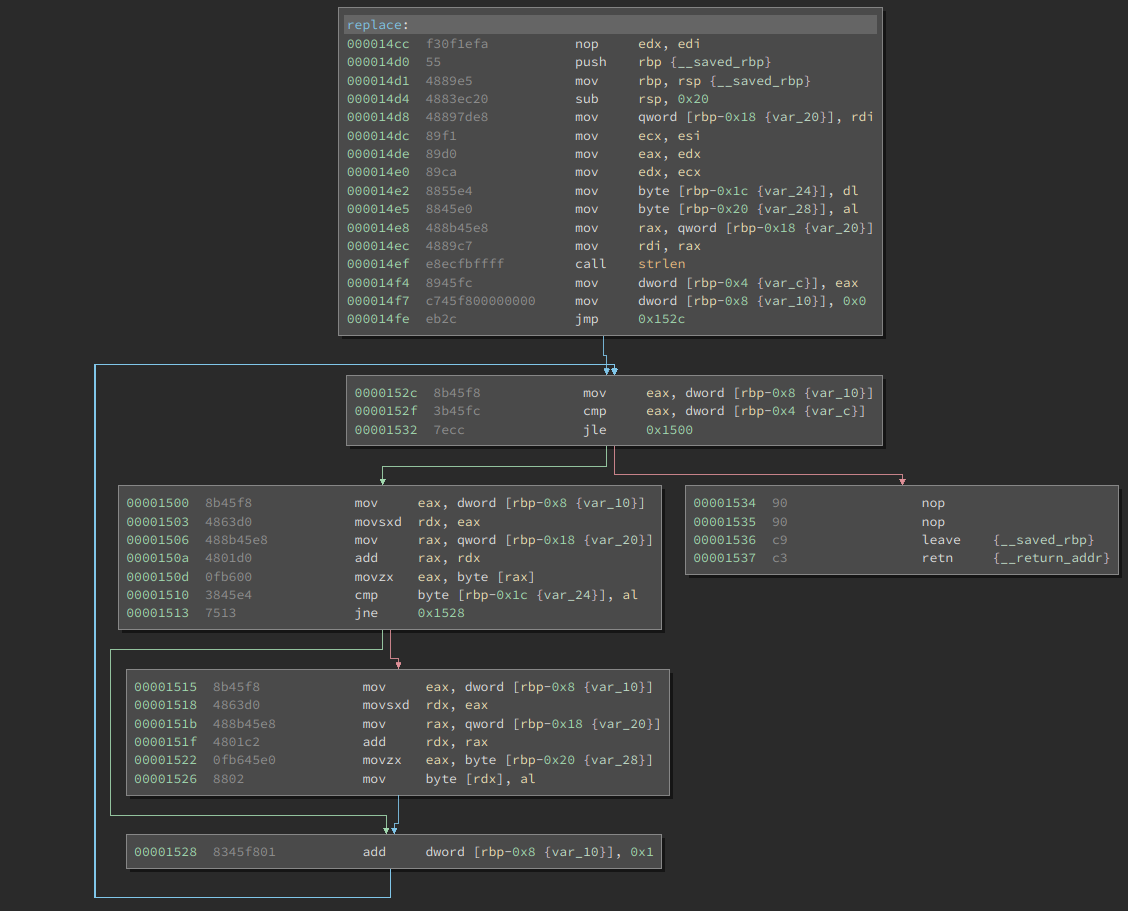 replace:
000014cc f30f1efa nop edx, edi
000014d0 55 push rbp {__saved_rbp}
000014d1 4889e5 mov rbp, rsp {__saved_rbp}
000014d4 4883ec20 sub rsp, 0x20
000014d8 48897de8 mov qword [rbp-0x18 {var_20}], rdi
000014dc 89f1 mov ecx, esi
000014de 89d0 mov eax, edx
000014e0 89ca mov edx, ecx
000014e2 8855e4 mov byte [rbp-0x1c {var_24}], dl
000014e5 8845e0 mov byte [rbp-0x20 {var_28}], al
000014e8 488b45e8 mov rax, qword [rbp-0x18 {var_20}]
000014ec 4889c7 mov rdi, rax
000014ef e8ecfbffff call strlen
000014f4 8945fc mov dword [rbp-0x4 {var_c}], eax
000014f7 c745f800000000 mov dword [rbp-0x8 {var_10}], 0x0
000014fe eb2c jmp 0x152c
0000152c 8b45f8 mov eax, dword [rbp-0x8 {var_10}]
0000152f 3b45fc cmp eax, dword [rbp-0x4 {var_c}]
00001532 7ecc jle 0x1500
00001500 8b45f8 mov eax, dword [rbp-0x8 {var_10}]
00001503 4863d0 movsxd rdx, eax
00001506 488b45e8 mov rax, qword [rbp-0x18 {var_20}]
0000150a 4801d0 add rax, rdx
0000150d 0fb600 movzx eax, byte [rax]
00001510 3845e4 cmp byte [rbp-0x1c {var_24}], al
00001513 7513 jne 0x1528
00001534 90 nop
00001535 90 nop
00001536 c9 leave {__saved_rbp}
00001537 c3 retn {__return_addr}
00001515 8b45f8 mov eax, dword [rbp-0x8 {var_10}]
00001518 4863d0 movsxd rdx, eax
0000151b 488b45e8 mov rax, qword [rbp-0x18 {var_20}]
0000151f 4801c2 add rdx, rax
00001522 0fb645e0 movzx eax, byte [rbp-0x20 {var_28}]
00001526 8802 mov byte [rdx], al
00001528 8345f801 add dword [rbp-0x8 {var_10}], 0x1